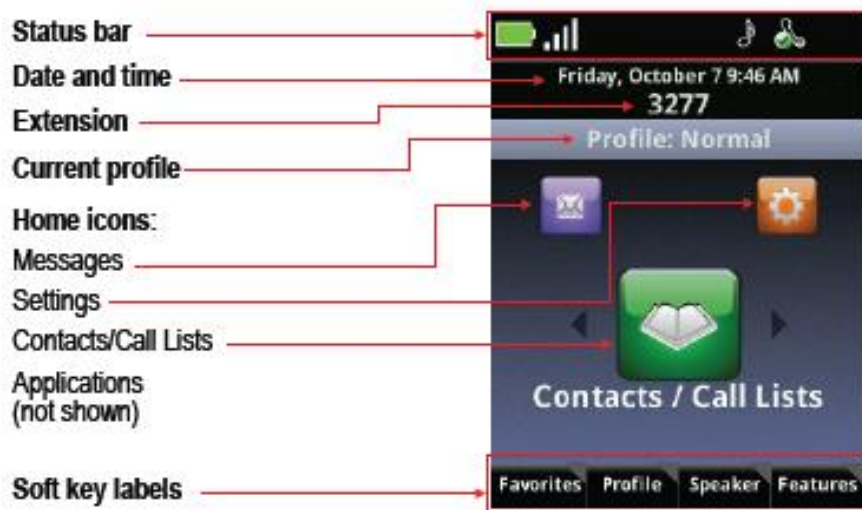 Status bar
Date and time
Extension
Current profile
Home icons:
Messages
Settings
Contacts/Call Lists
Applications
(not shown)
Soft key labels
Friday, October 7 9:46 AM
3277
Profile: Normal
Contacts / Call Lists
Favorites Profile Speaker Features